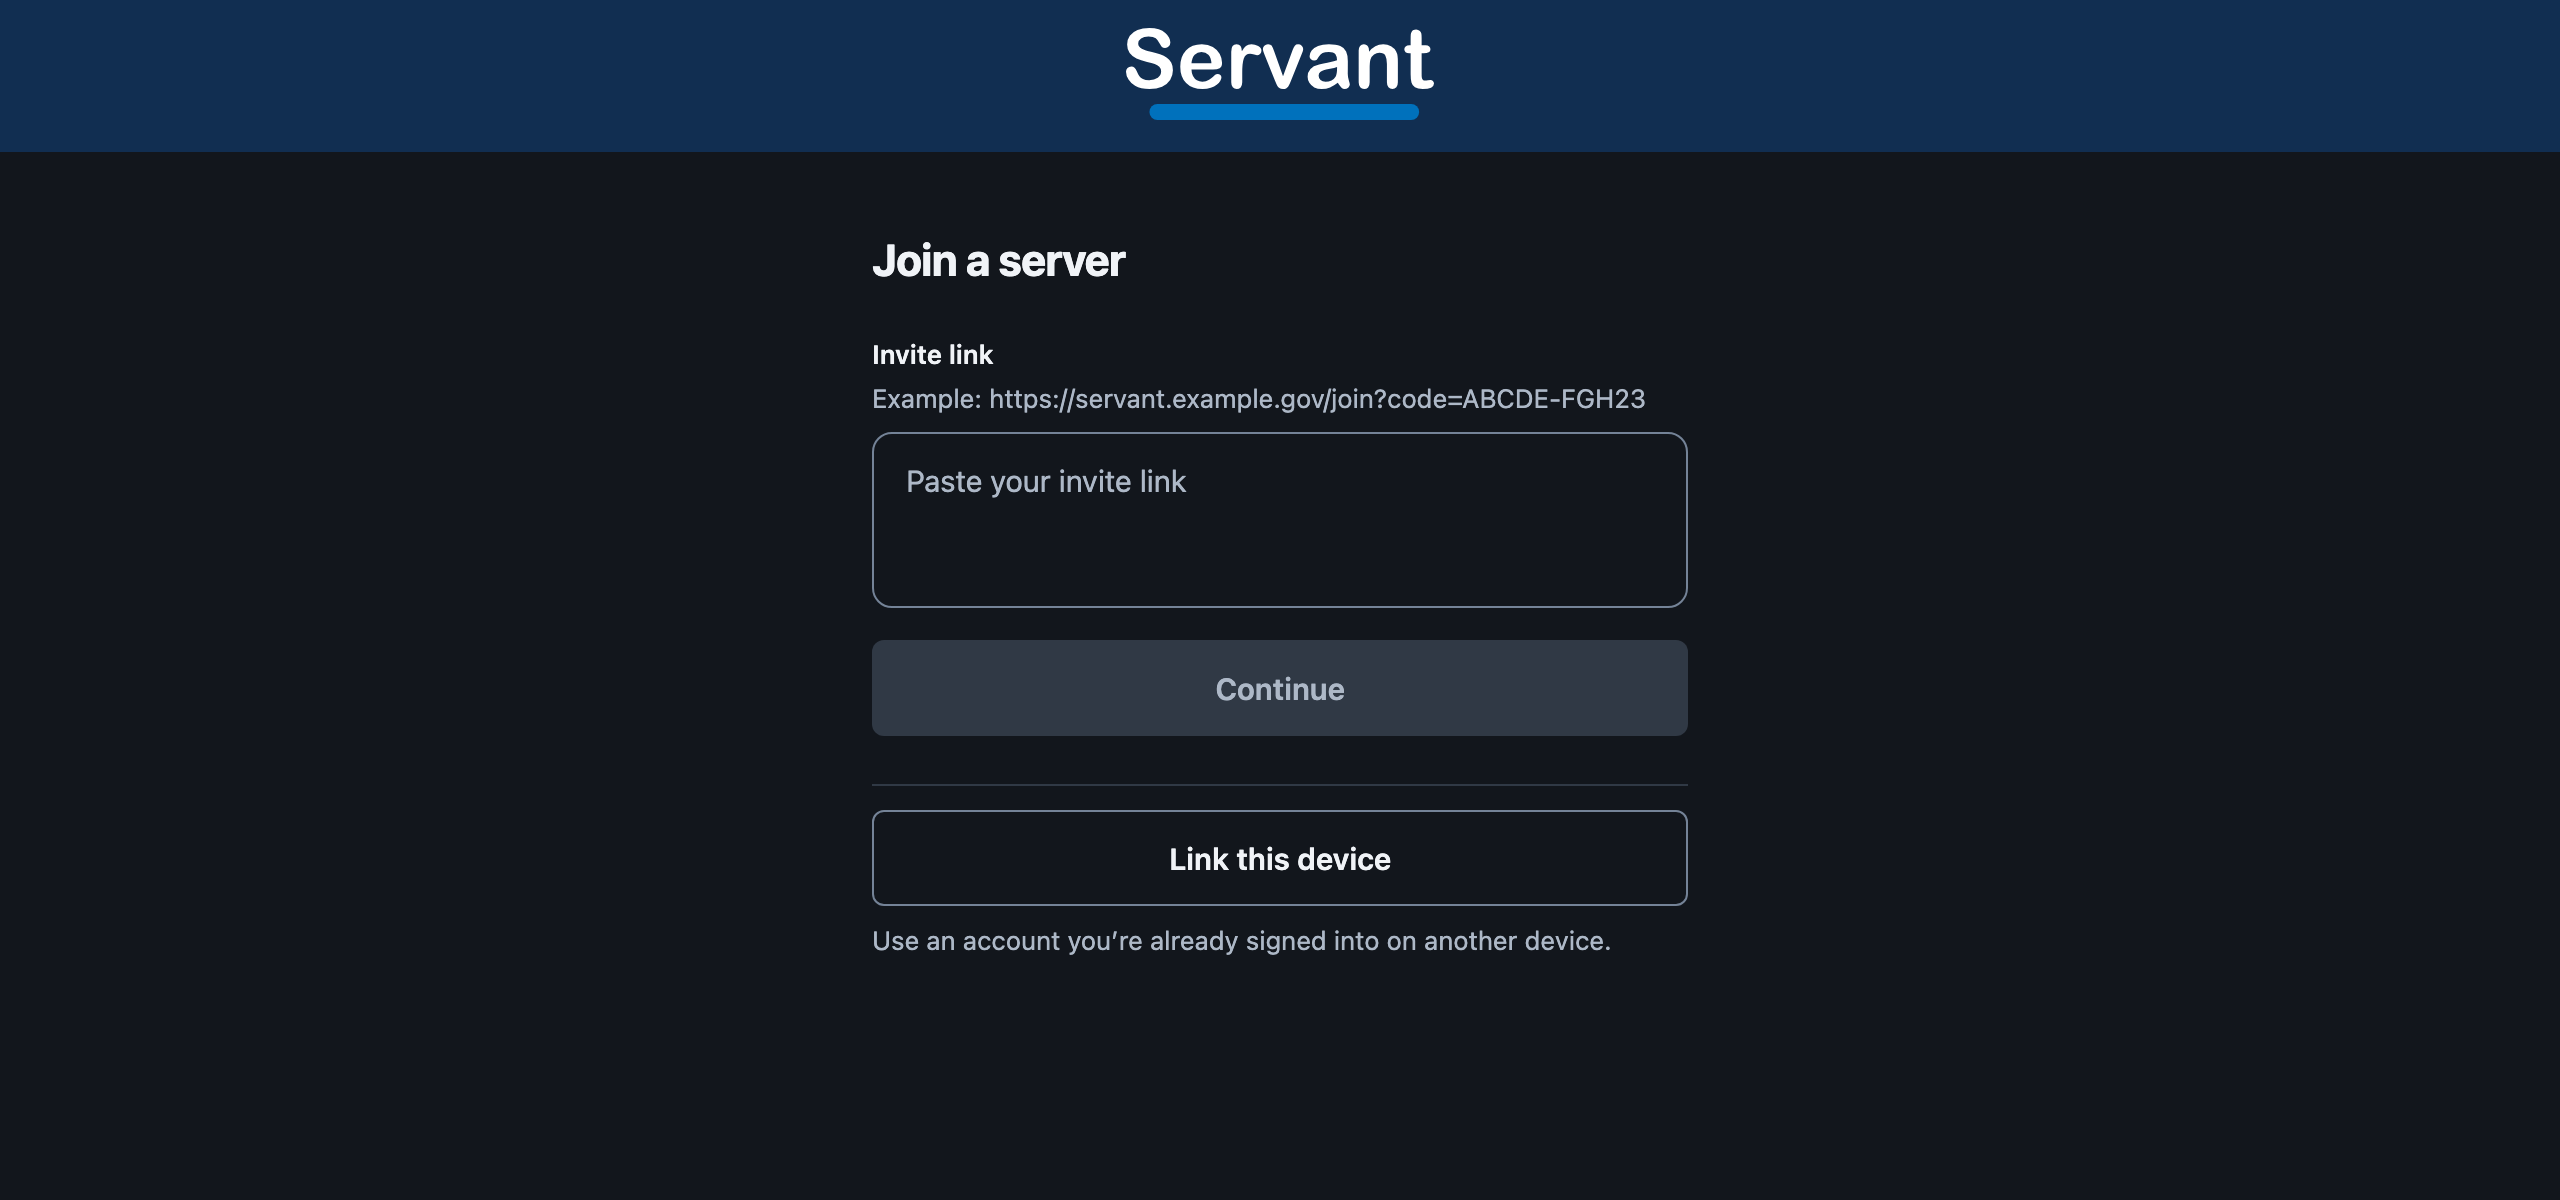 Servant
Join a server
Invite link
Example: https://servant.example.gov/join?code=ABCDE-FGH23
Paste your invite link
Continue
Link this device
Use an account you’re already signed into on another device.